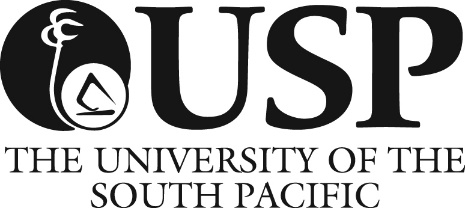 USP
THE UNIVERSITY OF THE
SOUTH PACIFIC